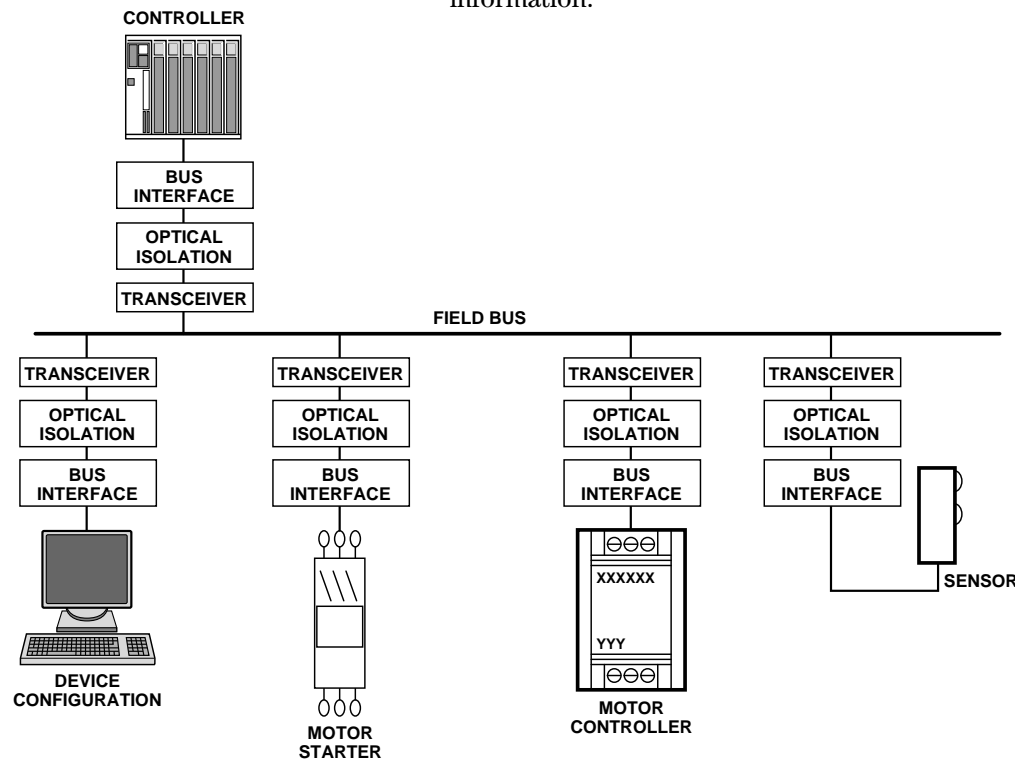 information.
CONTROLLER
BUS
INTERFACE
OPTICAL
ISOLATION
TRANSCEIVER
FIELD BUS
TRANSCEIVER
OPTICAL
ISOLATION
BUS
INTERFACE
DEVICE
CONFIGURATION
TRANSCEIVER
OPTICAL
ISOLATION
BUS
INTERFACE
MOTOR
STARTER
TRANSCEIVER
OPTICAL
ISOLATION
BUS
INTERFACE
XXXXXX
YYY
MOTOR
CONTROLLER
TRANSCEIVER
OPTICAL
ISOLATION
BUS
INTERFACE
SENSOR